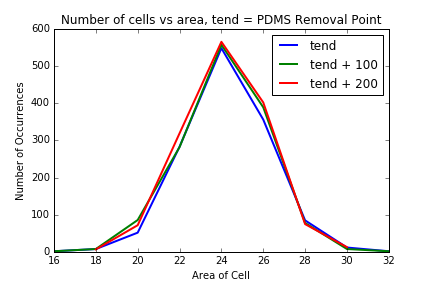 Number of cells vs area, tend = PDMS Removal Point
600
500
400
300
200
100
0
Number of Occurrences
tend
tend + 100
tend + 200
16 18 20 22 24 26 28 30 32
Area of Cell